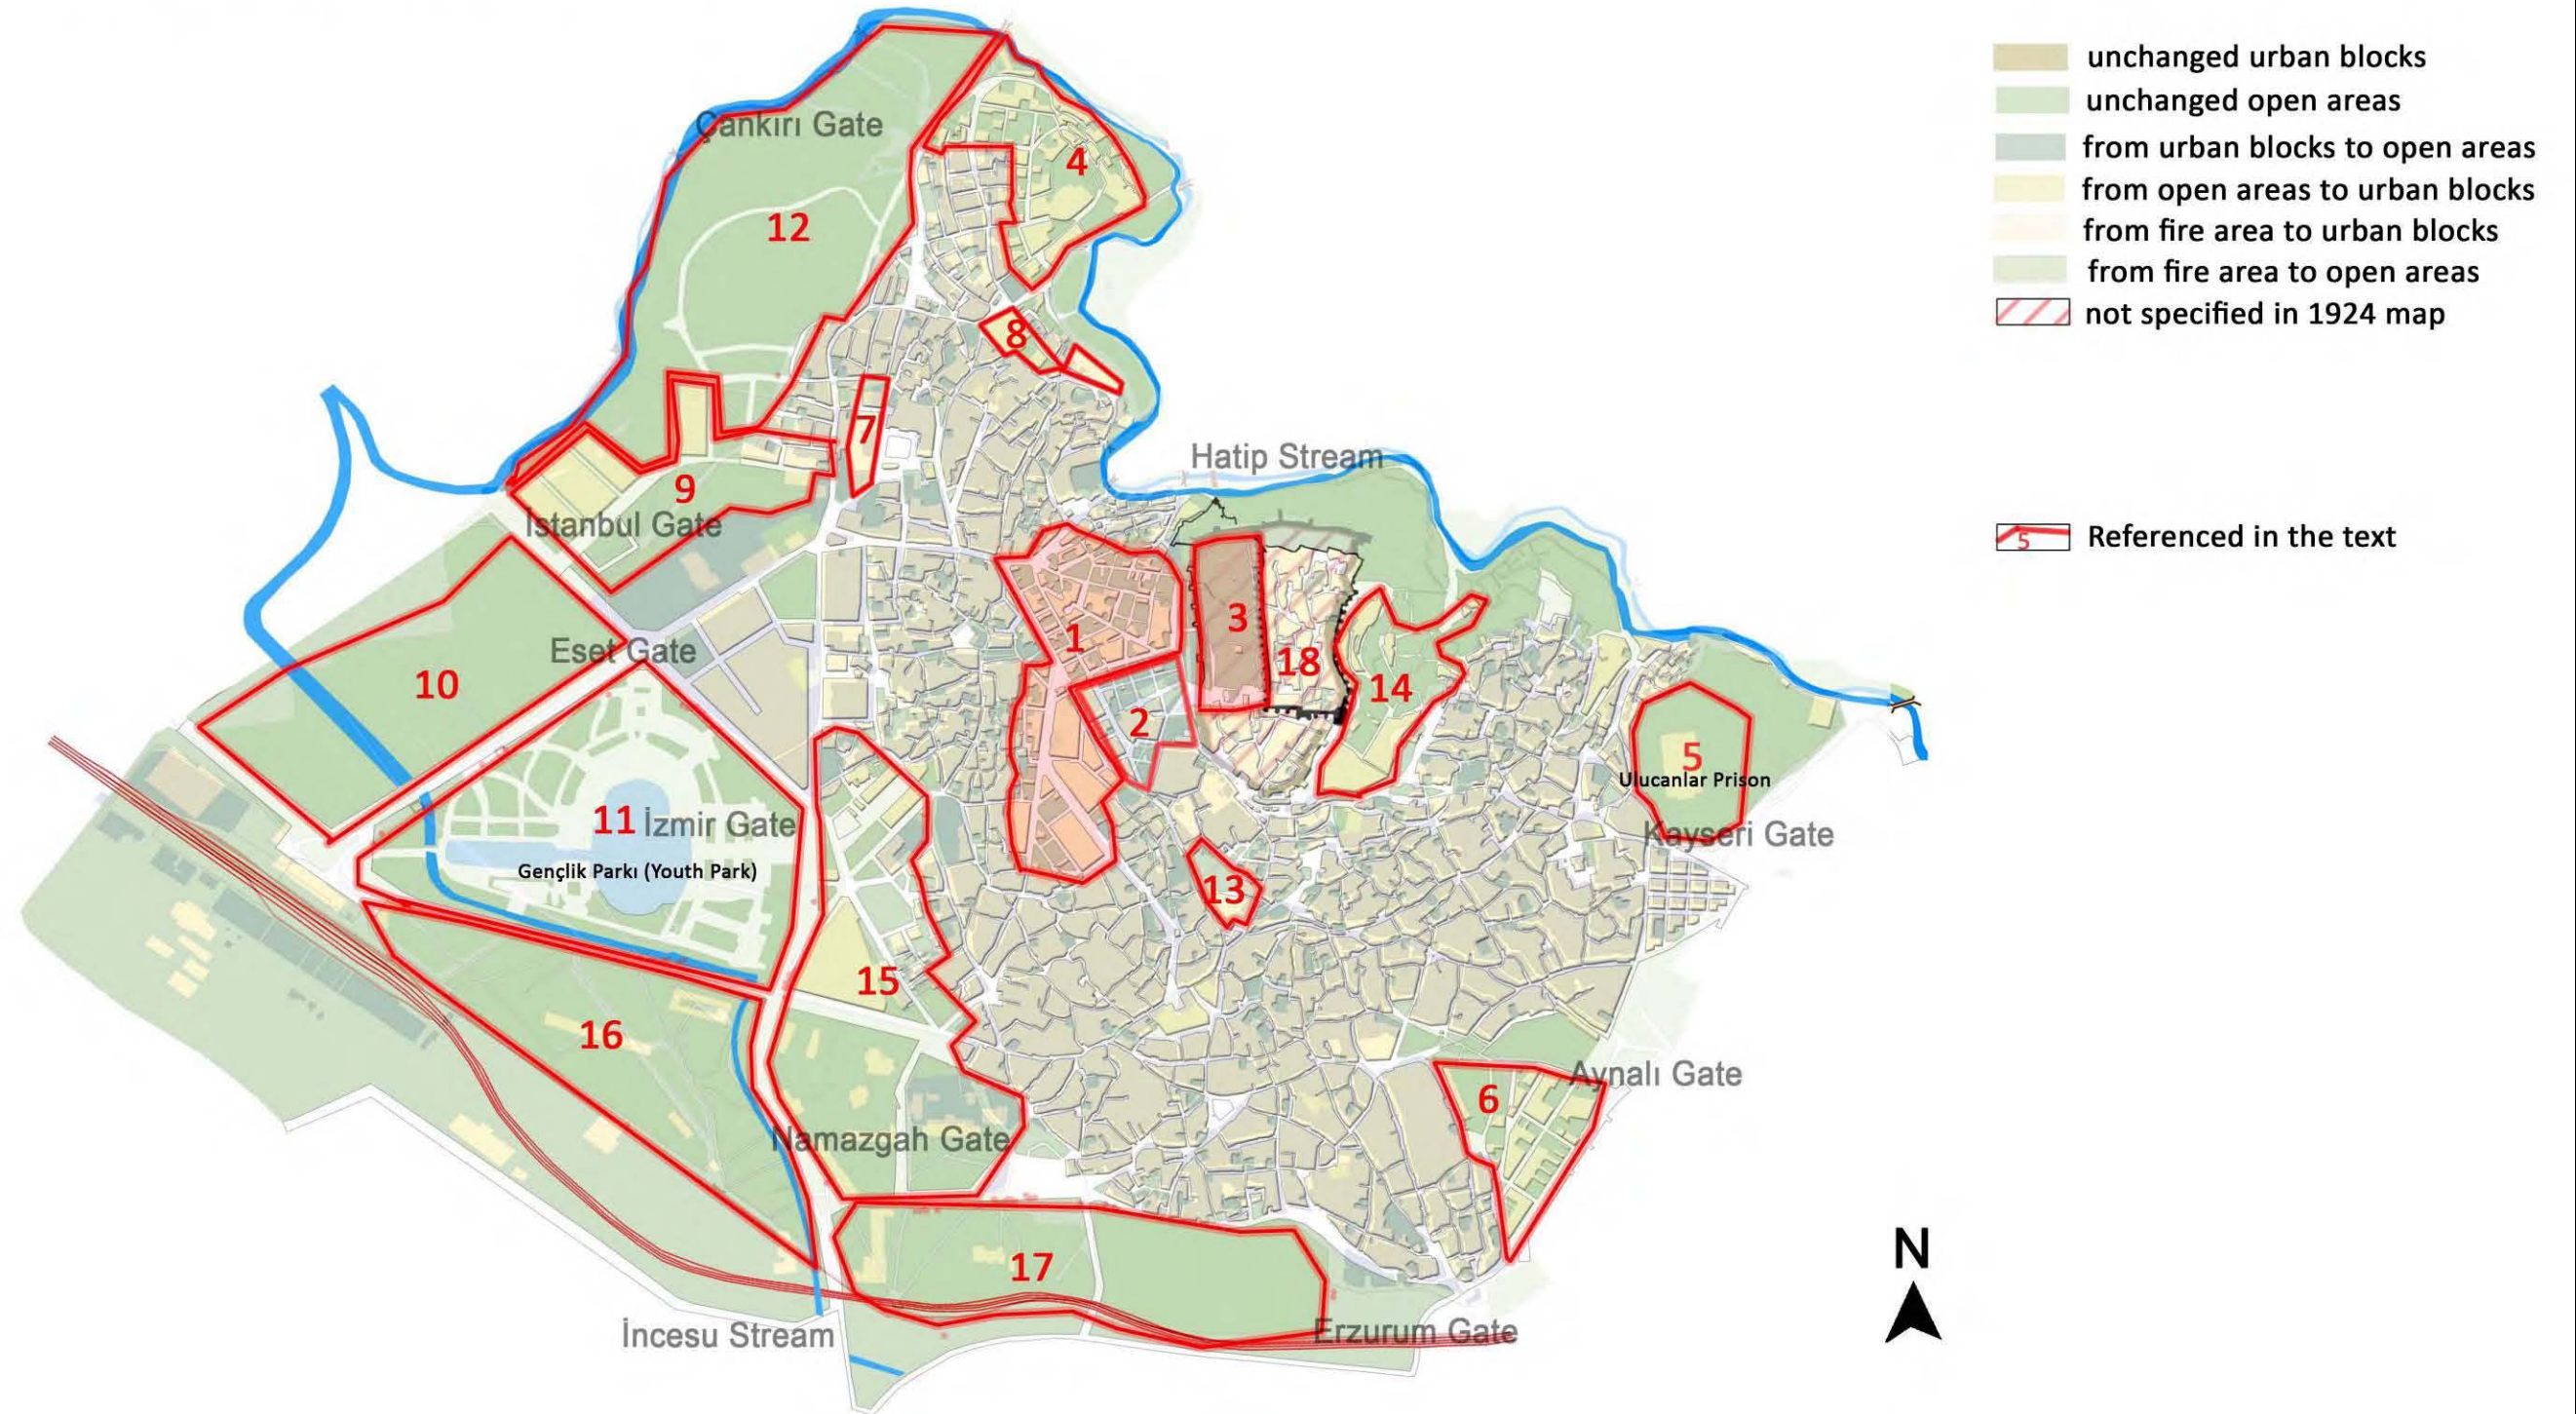 unchanged urban blocks
unchanged open areas
from urban blocks to open areas
from open areas to urban blocks
from fire area to urban blocks
from fire area to open areas
not specified in 1924 map
5 Referenced in the text
Çankırı Gate
4
12
8
7
Hatip Stream
9
İstanbul Gate
3
1
Eset Gate
18
10
14
2
5
Ulucanlar Prison
11 İzmir Gate
Kayseri Gate
Gençlik Parkı (Youth Park)
13
15
16
Aynalı Gate
6
Namazgah Gate
17
İncesu Stream
Erzurum Gate
N